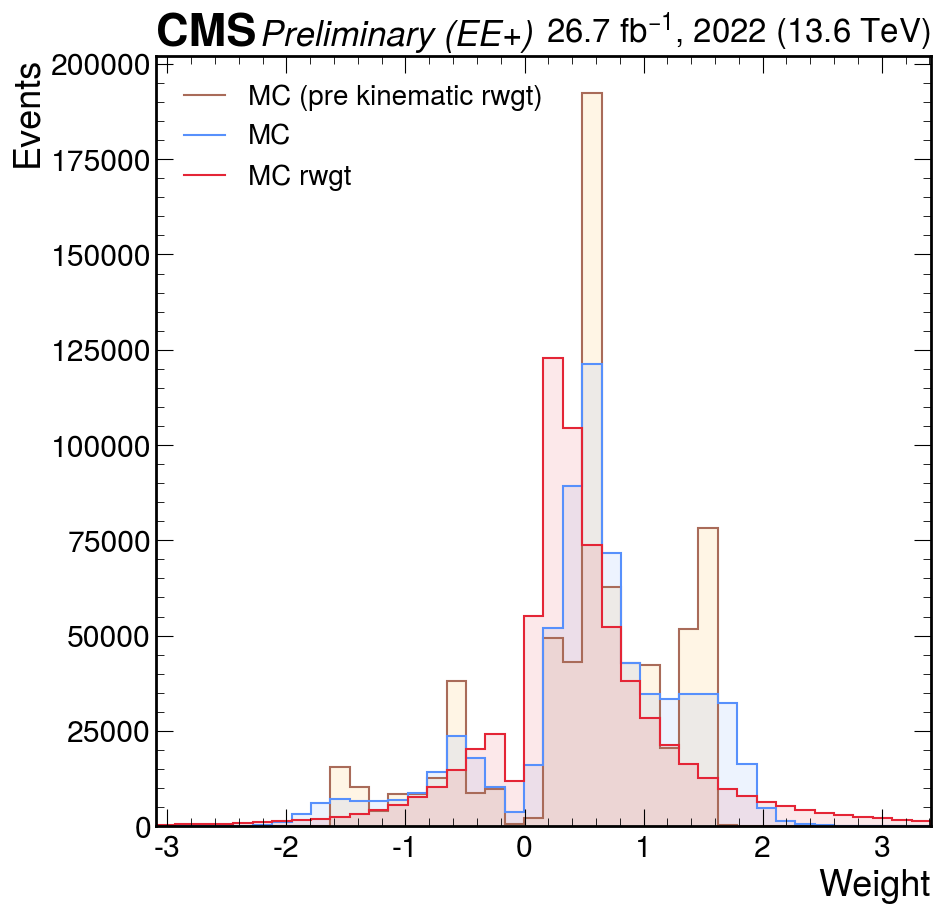 CMS Preliminary (EE+) 26.7 fb⁻¹, 2022 (13.6 TeV)
Events
200000
175000
150000
125000
100000
75000
50000
25000
0
MC (pre kinematic rwgt)
MC
MC rwgt
-3 -2 -1 0 1 2 3
Weight